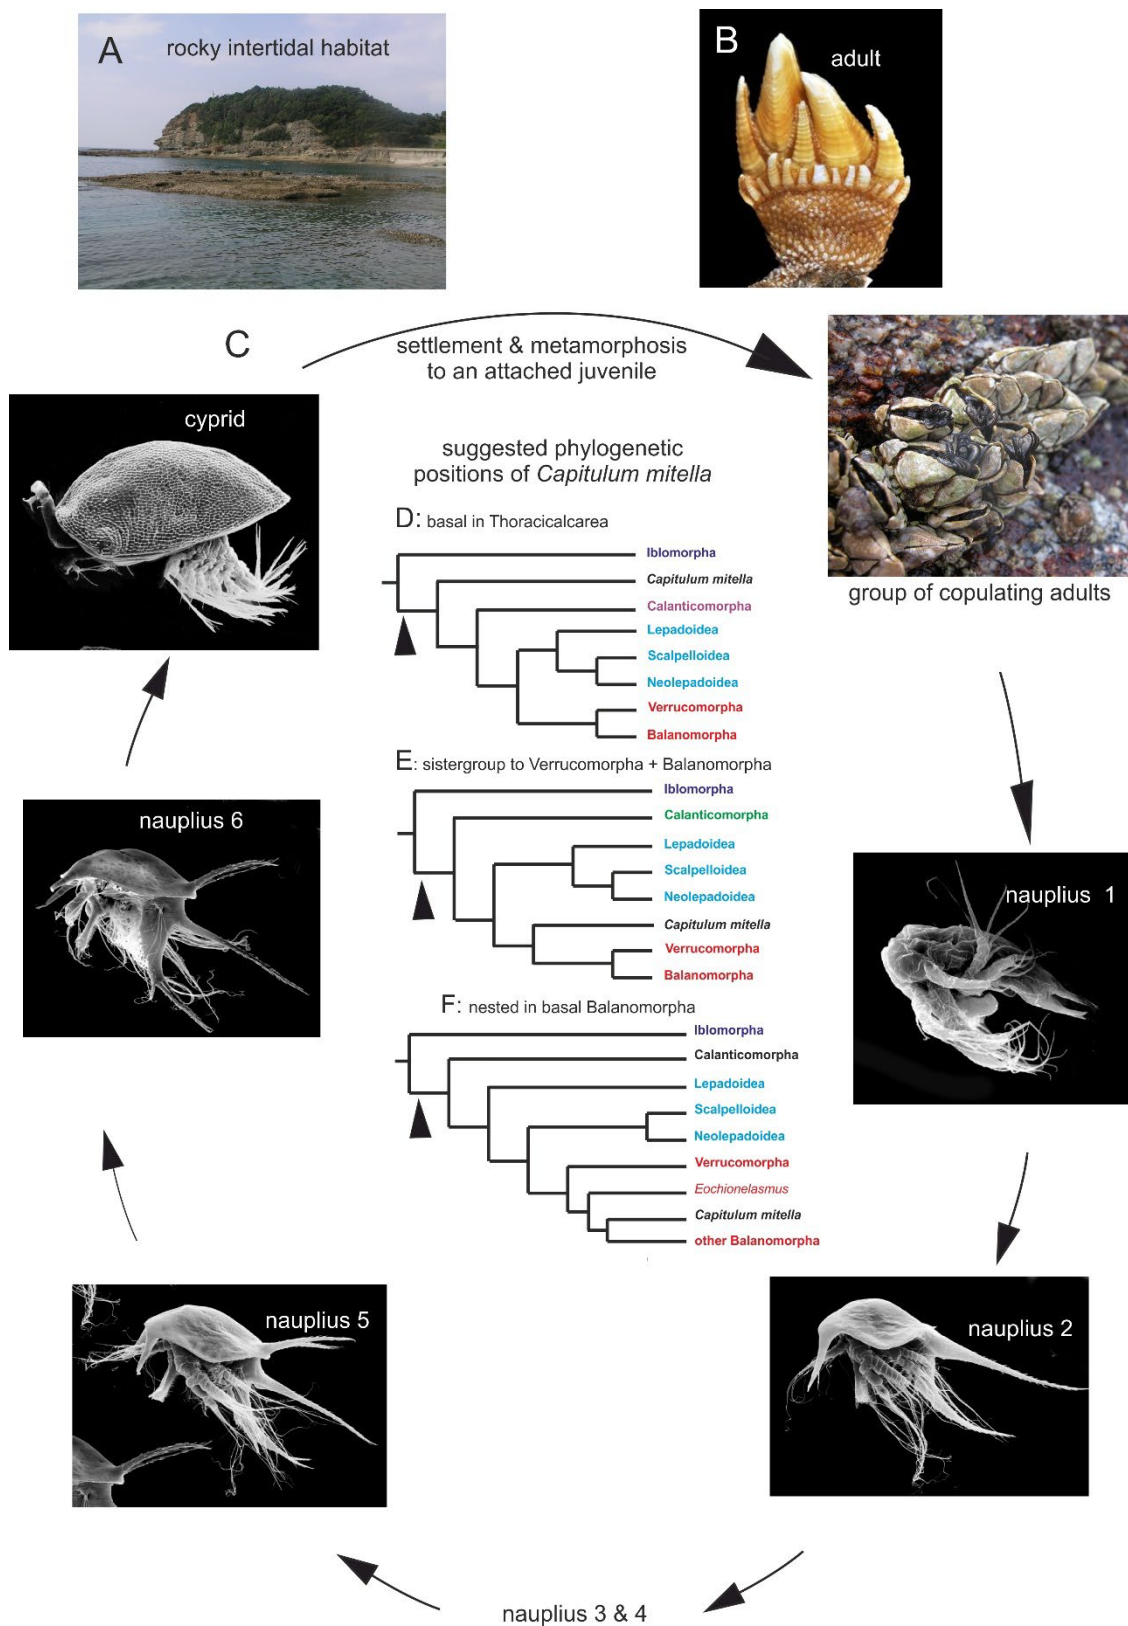 A
rocky intertidal habitat
B
adult
C
settlement & metamorphosis
to an attached juvenile
cyprid
suggested phylogenetic
positions of Capitulum mitella
D: basal in Thoracicalcarea
Iblomorpha
Capitulum mitella
Calanticomorpha
Lepadoidea
Scalpelloidea
Neolepadoidea
Verrucomorpha
Balanomorpha
group of copulating adults
E: sistergroup to Verrucomorpha + Balanomorpha
Iblomorpha
Calanticomorpha
Lepadoidea
Scalpelloidea
Neolepadoidea
Capitulum mitella
Verrucomorpha
Balanomorpha
nauplius 6
nauplius 1
F: nested in basal Balanomorpha
Iblomorpha
Calanticomorpha
Lepadoidea
Scalpelloidea
Neolepadoidea
Verrucomorpha
Eochionelasmus
Capitulum mitella
other Balanomorpha
nauplius 5
nauplius 2
nauplius 3 & 4